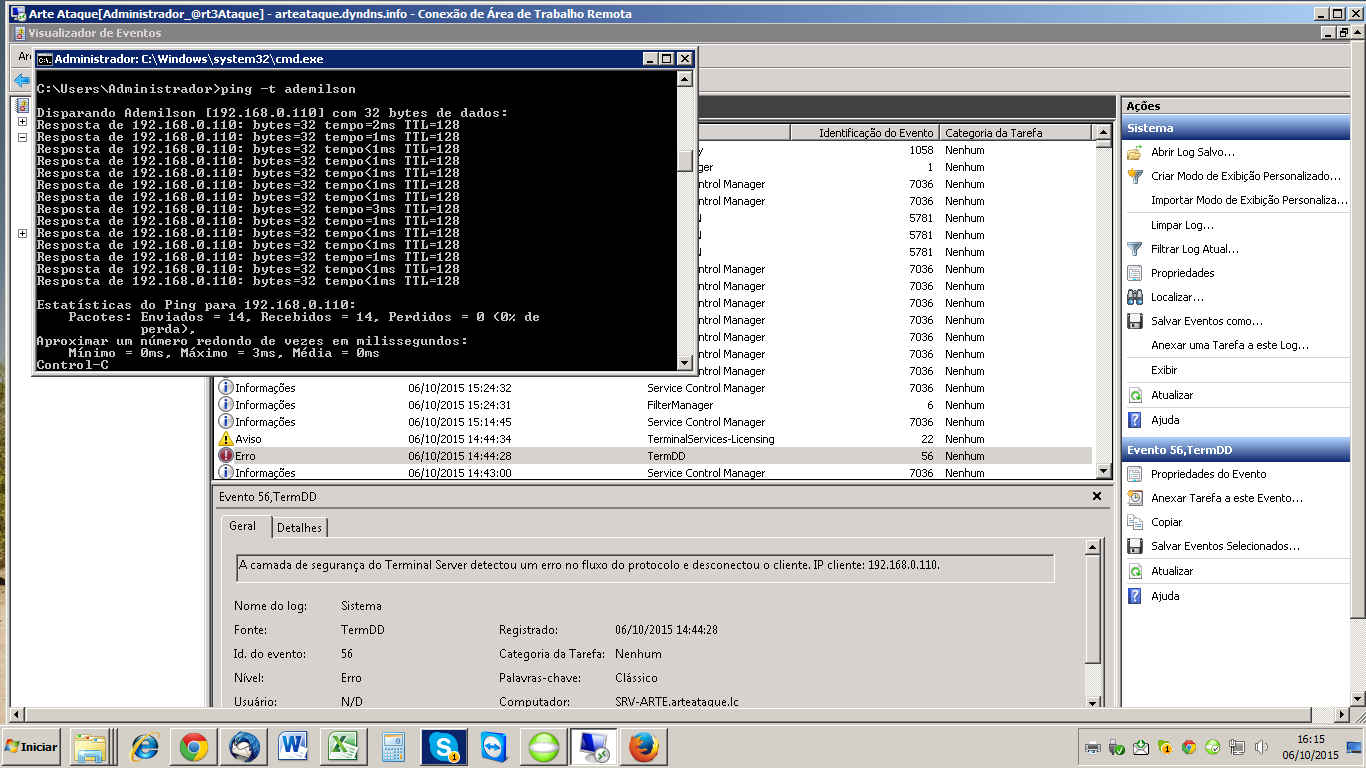 Arte Ataque[Administrador_@rt3Ataque] - arteataque.dyndns.info - Conexão de Área de Trabalho Remota
Visualizador de Eventos
Administrador: C:\Windows\system32\cmd.exe
C:\Users\Administrador>ping -t ademilson
Disparando Ademilson [192.168.0.110] com 32 bytes de dados:
Resposta de 192.168.0.110: bytes=32 tempo=2ms TTL=128
Resposta de 192.168.0.110: bytes=32 tempo=1ms TTL=128
Resposta de 192.168.0.110: bytes=32 tempo<1ms TTL=128
Resposta de 192.168.0.110: bytes=32 tempo<1ms TTL=128
Resposta de 192.168.0.110: bytes=32 tempo<1ms TTL=128
Resposta de 192.168.0.110: bytes=32 tempo<1ms TTL=128
Resposta de 192.168.0.110: bytes=32 tempo<1ms TTL=128
Resposta de 192.168.0.110: bytes=32 tempo=3ms TTL=128
Resposta de 192.168.0.110: bytes=32 tempo=1ms TTL=128
Resposta de 192.168.0.110: bytes=32 tempo<1ms TTL=128
Resposta de 192.168.0.110: bytes=32 tempo<1ms TTL=128
Resposta de 192.168.0.110: bytes=32 tempo=1ms TTL=128
Resposta de 192.168.0.110: bytes=32 tempo<1ms TTL=128
Resposta de 192.168.0.110: bytes=32 tempo<1ms TTL=128
Estatísticas do Ping para 192.168.0.110:
Pacotes: Enviados = 14, Recebidos = 14, Perdidos = 0 (0% de
perda),
Aproximar um número redondo de vezes em milissegundos:
Mínimo = 0ms, Máximo = 3ms, Média = 0ms
Control-C
Identificação do Evento Categoria da Tarefa
1058 Nenhum
1 Nenhum
ontrol Manager 7036 Nenhum
ontrol Manager 7036 Nenhum
5781 Nenhum
5781 Nenhum
5781 Nenhum
ontrol Manager 7036 Nenhum
ontrol Manager 7036 Nenhum
ontrol Manager 7036 Nenhum
ontrol Manager 7036 Nenhum
ontrol Manager 7036 Nenhum
ontrol Manager 7036 Nenhum
ontrol Manager 7036 Nenhum
Informações 06/10/2015 15:24:32 Service Control Manager 7036 Nenhum
Informações 06/10/2015 15:24:31 FilterManager 6 Nenhum
Informações 06/10/2015 15:14:45 Service Control Manager 7036 Nenhum
Aviso 06/10/2015 14:44:34 TerminalServices-Licensing 22 Nenhum
Erro 06/10/2015 14:44:28 TermDD 56 Nenhum
Informações 06/10/2015 14:43:00 Service Control Manager 7036 Nenhum
Evento 56,TermDD
Geral Detalhes
A camada de segurança do Terminal Server detectou um erro no fluxo do protocolo e desconectou o cliente. IP cliente: 192.168.0.110.
Nome do log: Sistema
Fonte: TermDD Registrado: 06/10/2015 14:44:28
Id. do evento: 56 Categoria da Tarefa: Nenhum
Nível: Erro Palavras-chave: Clássico
Usuário: N/D Computador: SRV-ARTE.arteataque.lc
Ações
Sistema
Abrir Log Salvo...
Criar Modo de Exibição Personalizado...
Importar Modo de Exibição Personaliza...
Limpar Log...
Filtrar Log Atual...
Propriedades
Localizar...
Salvar Eventos como...
Anexar uma Tarefa a este Log...
Exibir
Atualizar
Ajuda
Evento 56,TermDD
Propriedades do Evento
Anexar Tarefa a este Evento...
Copiar
Salvar Eventos Selecionados...
Atualizar
Ajuda
Iniciar
16:15
06/10/2015